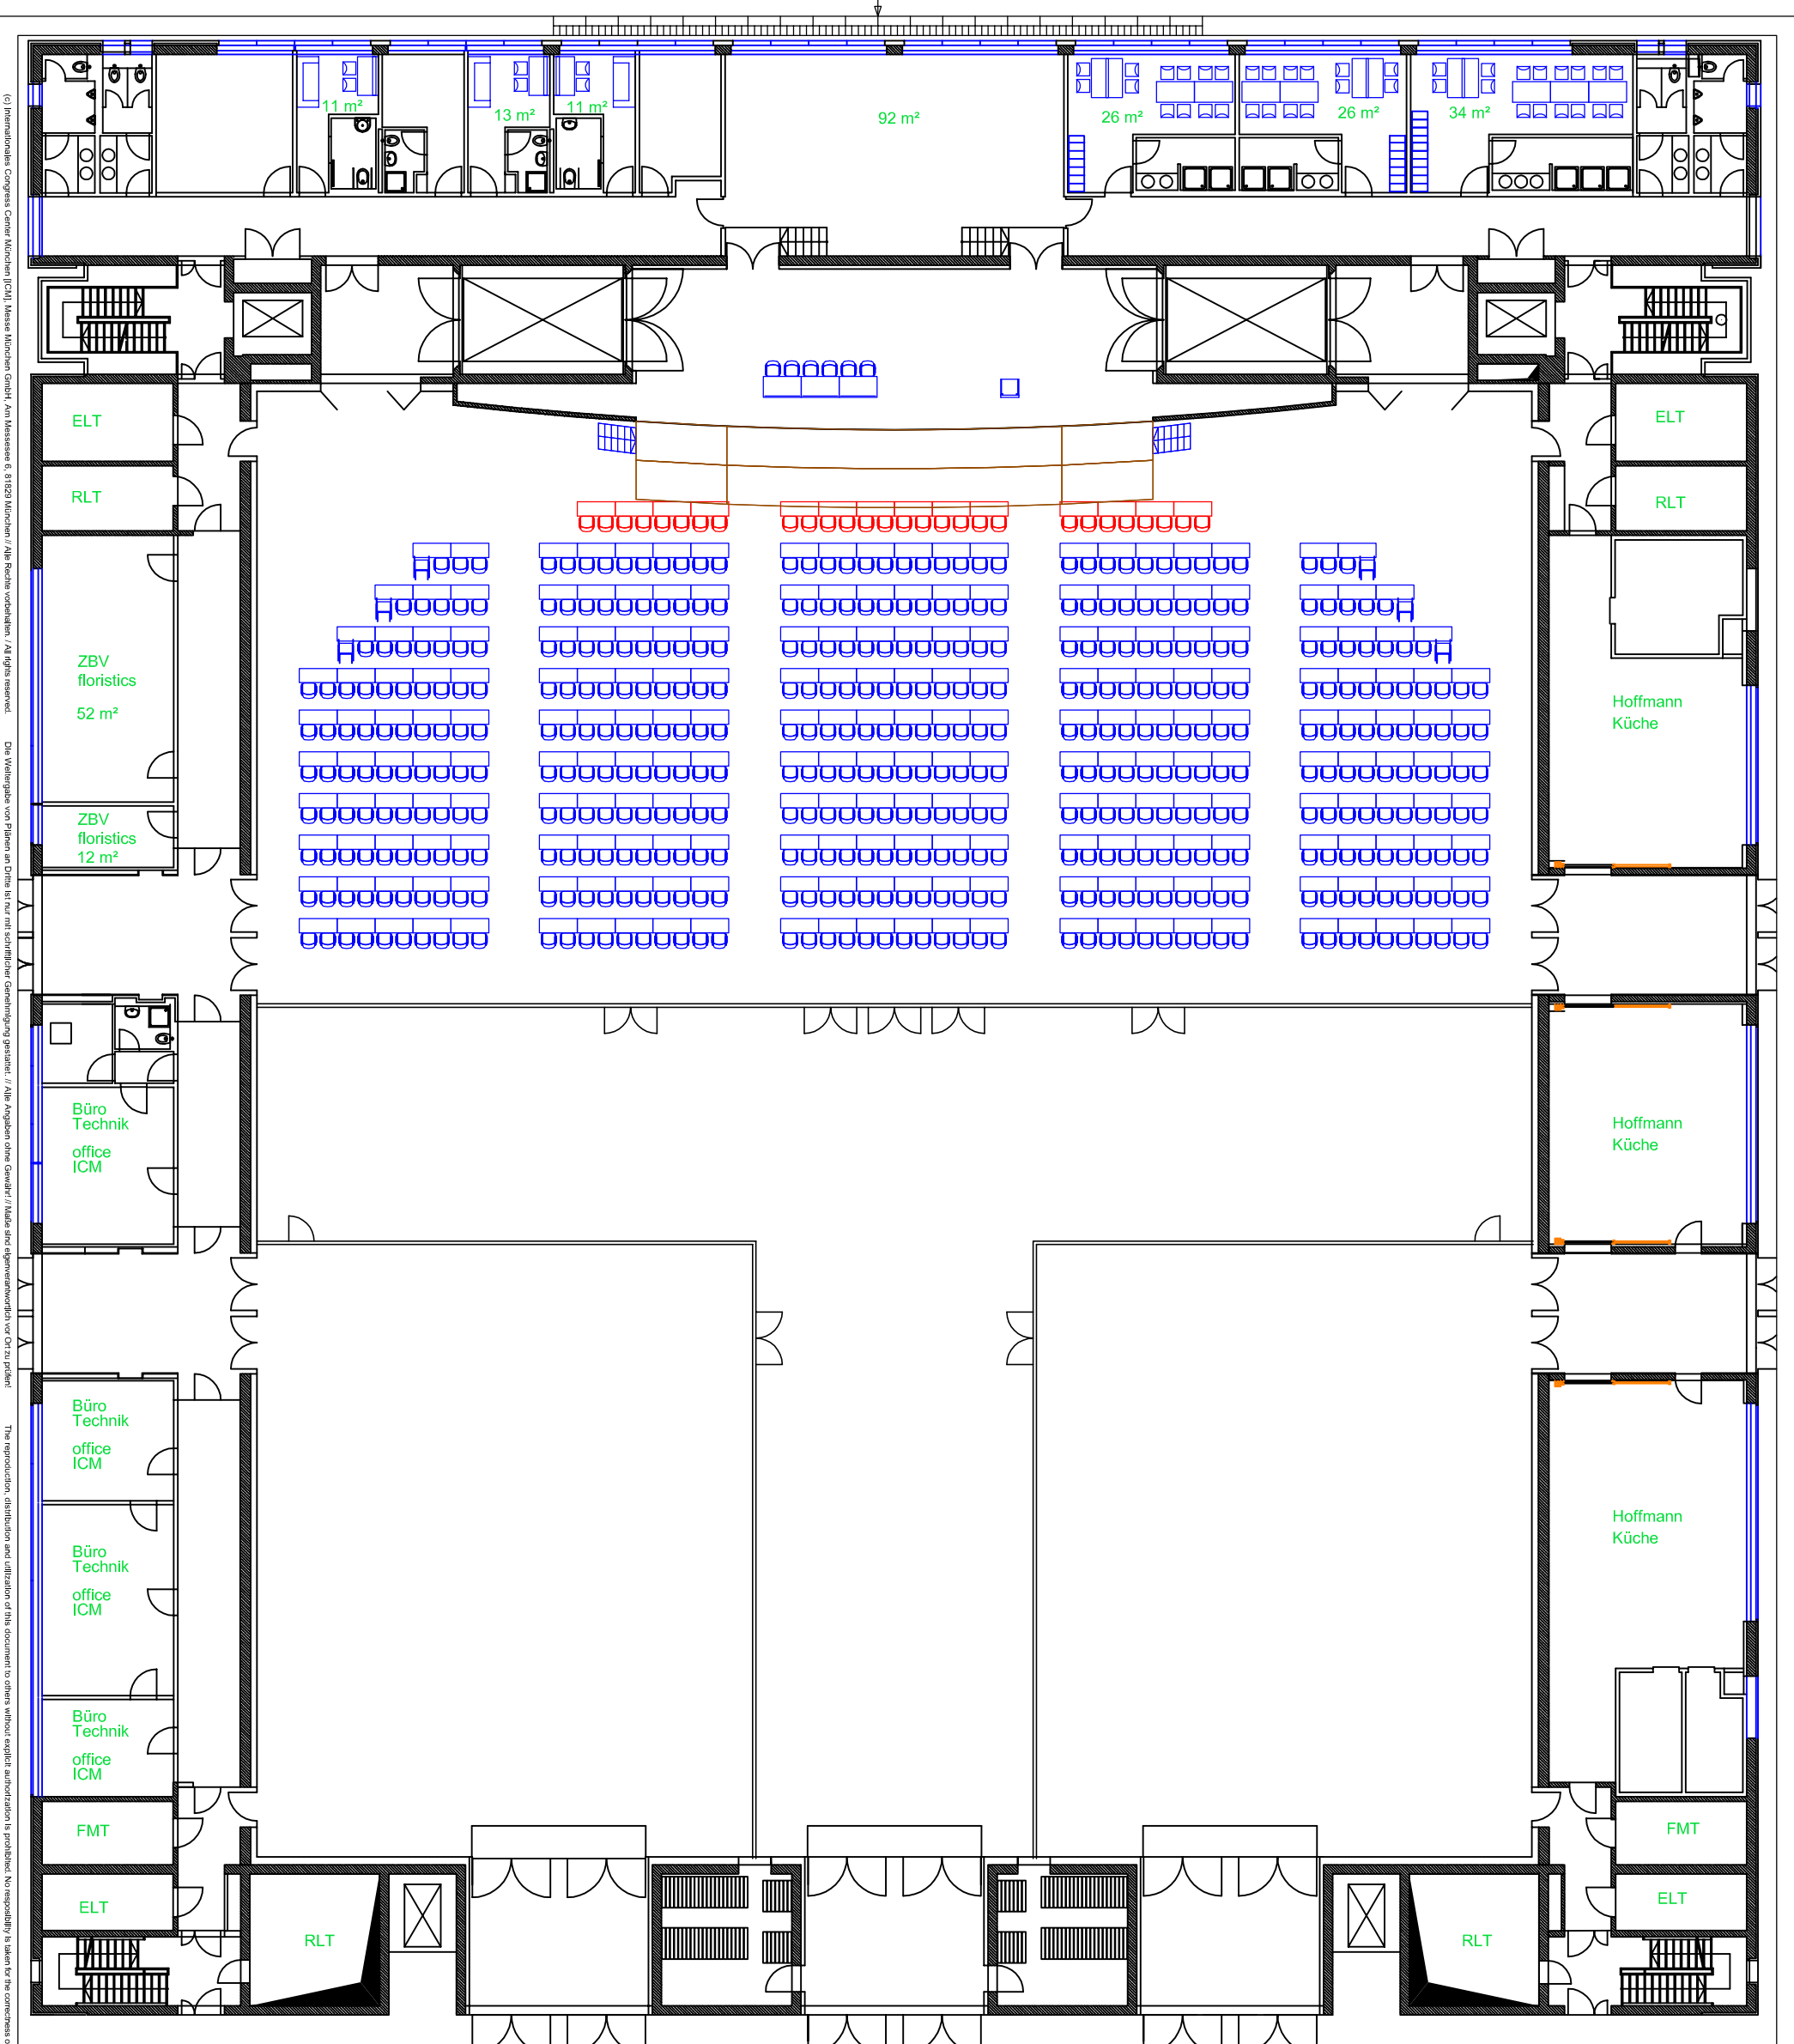 11 m²
13 m²
11 m²
92 m²
26 m²
26 m²
34 m²
ELT
ELT
RLT
RLT
ZBV
floristics
52 m²
Hoffmann
Küche
ZBV
floristics
12 m²
Büro
Technik
office
ICM
Hoffmann
Küche
Büro
Technik
office
ICM
Hoffmann
Küche
Büro
Technik
office
ICM
Büro
Technik
office
ICM
FMT
FMT
ELT
ELT
RLT
RLT
(c) Internationales Congress Center München [ICM], Messe München GmbH, Am Messesee 6, 81829 München // Alle Rechte vorbehalten. / All rights reserved.
Die Weitergabe von Plänen an Dritte ist nur mit schriftlicher Genehmigung gestattet. // Alle Angaben ohne Gewähr! // Maße sind eigenverantwortlich vor Ort zu prüfen!
The reproduction, distribution and utilization of this document to others without explicit authorization is prohibited. No responsibility is taken for the correctness